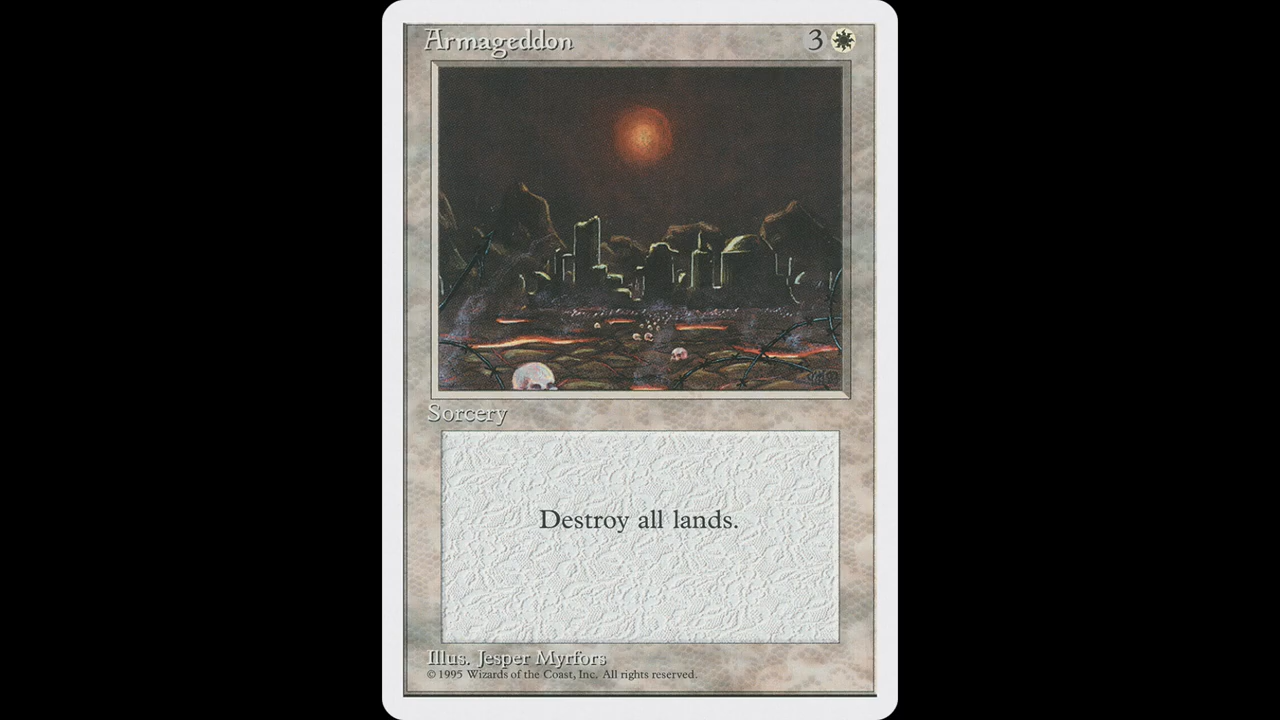 Armageddon 3
Sorcery
Destroy all lands.
Illus. Jesper Myrfors
© 1995 Wizards of the Coast, Inc. All rights reserved.